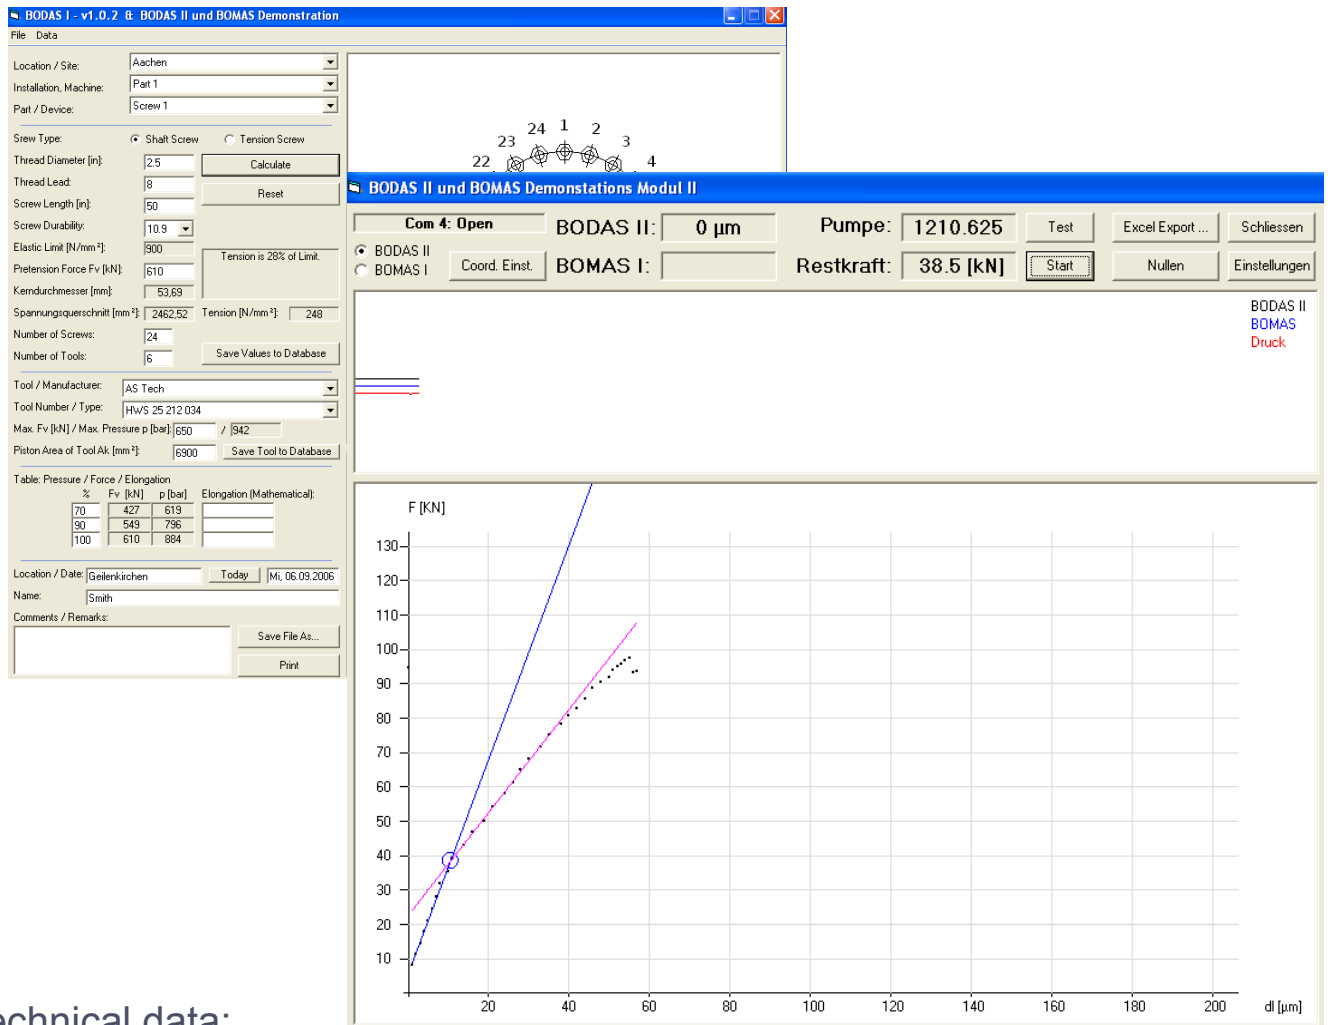 BODAS I - v1.0.2 & BODAS II und BOMAS Demonstration
File Data
Location / Site: Aachen
Installation, Machine: Part 1
Part / Device: Screw 1
Srew Type: Shaft Screw Tension Screw
Thread Diameter [in]: 2.5 Calculate
Thread Lead: 8 Reset
Screw Length [in]: 50
Screw Durability: 10.9
Elastic Limit [N/mm²]: 900 Tension is 28% of Limit.
Pretension Force Fv [kN]: 610
Kerndurchmesser [mm]: 53,69
Spannungsquerschnitt [mm²]: 2462,52 Tension [N/mm²]: 248
Number of Screws: 24
Number of Tools: 6 Save Values to Database
Tool / Manufacturer: AS Tech
Tool Number / Type: HWS 25 212 034
Max. Fv [kN] / Max. Pressure p [bar]: 650 / 942
Piston Area of Tool Ak [mm²]: 6900 Save Tool to Database
Table: Pressure / Force / Elongation
% Fv [kN] p [bar] Elongation (Mathematical):
70 427 619
90 549 796
100 610 884
Location / Date: Geilenkirchen Today Mi, 06.09.2006
Name: Smith
Comments / Remarks:
Save File As...
Print
22 23 24 1 2 3 4
BODAS II und BOMAS Demonstations Modul II
Com 4: Open BODAS II: 0 µm Pumpe: 1210.625 Test Excel Export ... Schliessen
BODAS II
BOMAS I Coord. Einst. BOMAS I: Restkraft: 38.5 [kN] Start Nullen Einstellungen
BODAS II
BOMAS
Druck
F [KN]
130
120
110
100
90
80
70
60
50
40
30
20
10
20 40 60 80 100 120 140 160 180 200 dl [µm]
echnical data: